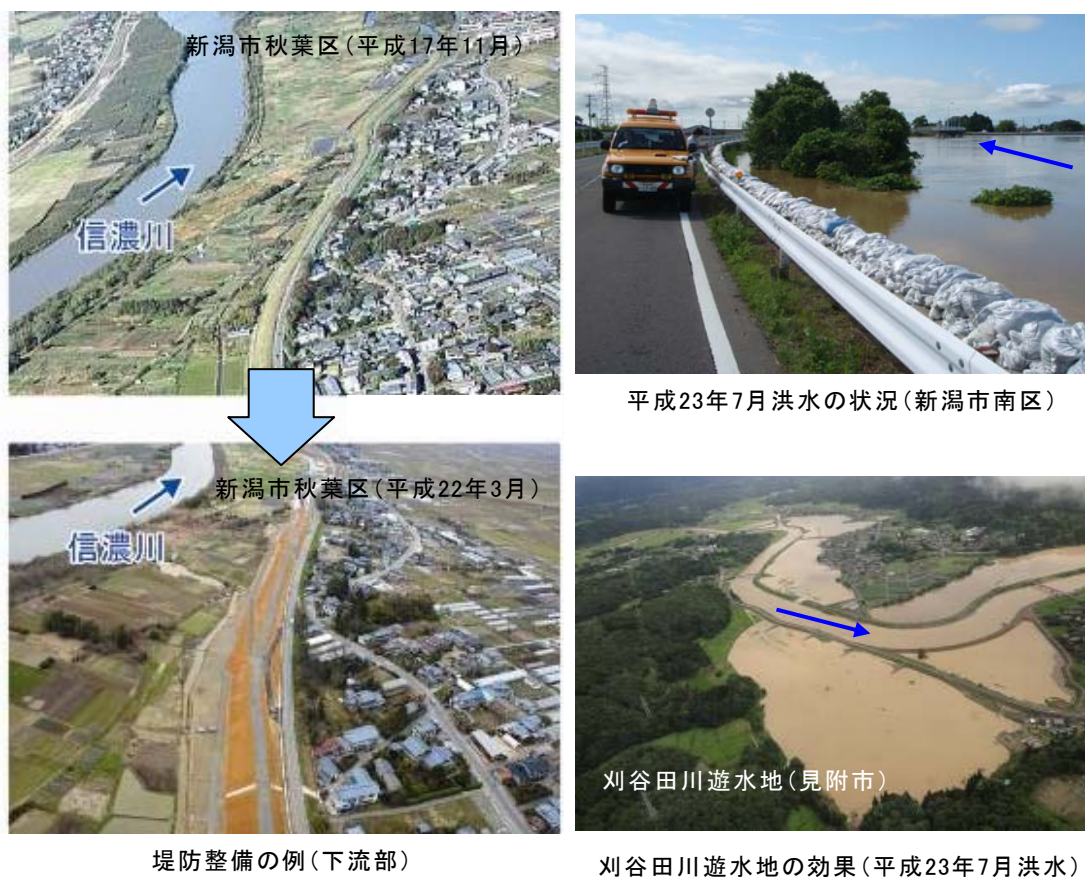 新潟市秋葉区(平成17年11月)
信濃川
新潟市秋葉区(平成22年3月)
信濃川
堤防整備の例(下流部)
平成23年7月洪水の状況(新潟市南区)
刈谷田川遊水地(見附市)
刈谷田川遊水地の効果(平成23年7月洪水)